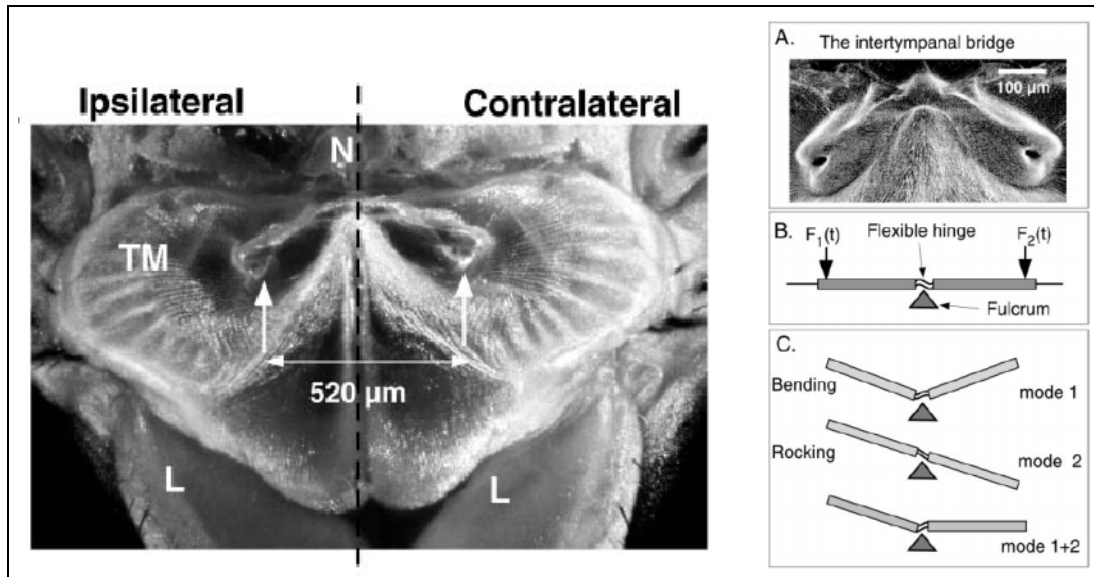 Ipsilateral
Contralateral
N
TM
520 µm
L
L
A.
The intertympanal bridge
100 µm
B.
F1(t)
Flexible hinge
F2(t)
Fulcrum
C.
Bending
mode 1
Rocking
mode 2
mode 1+2